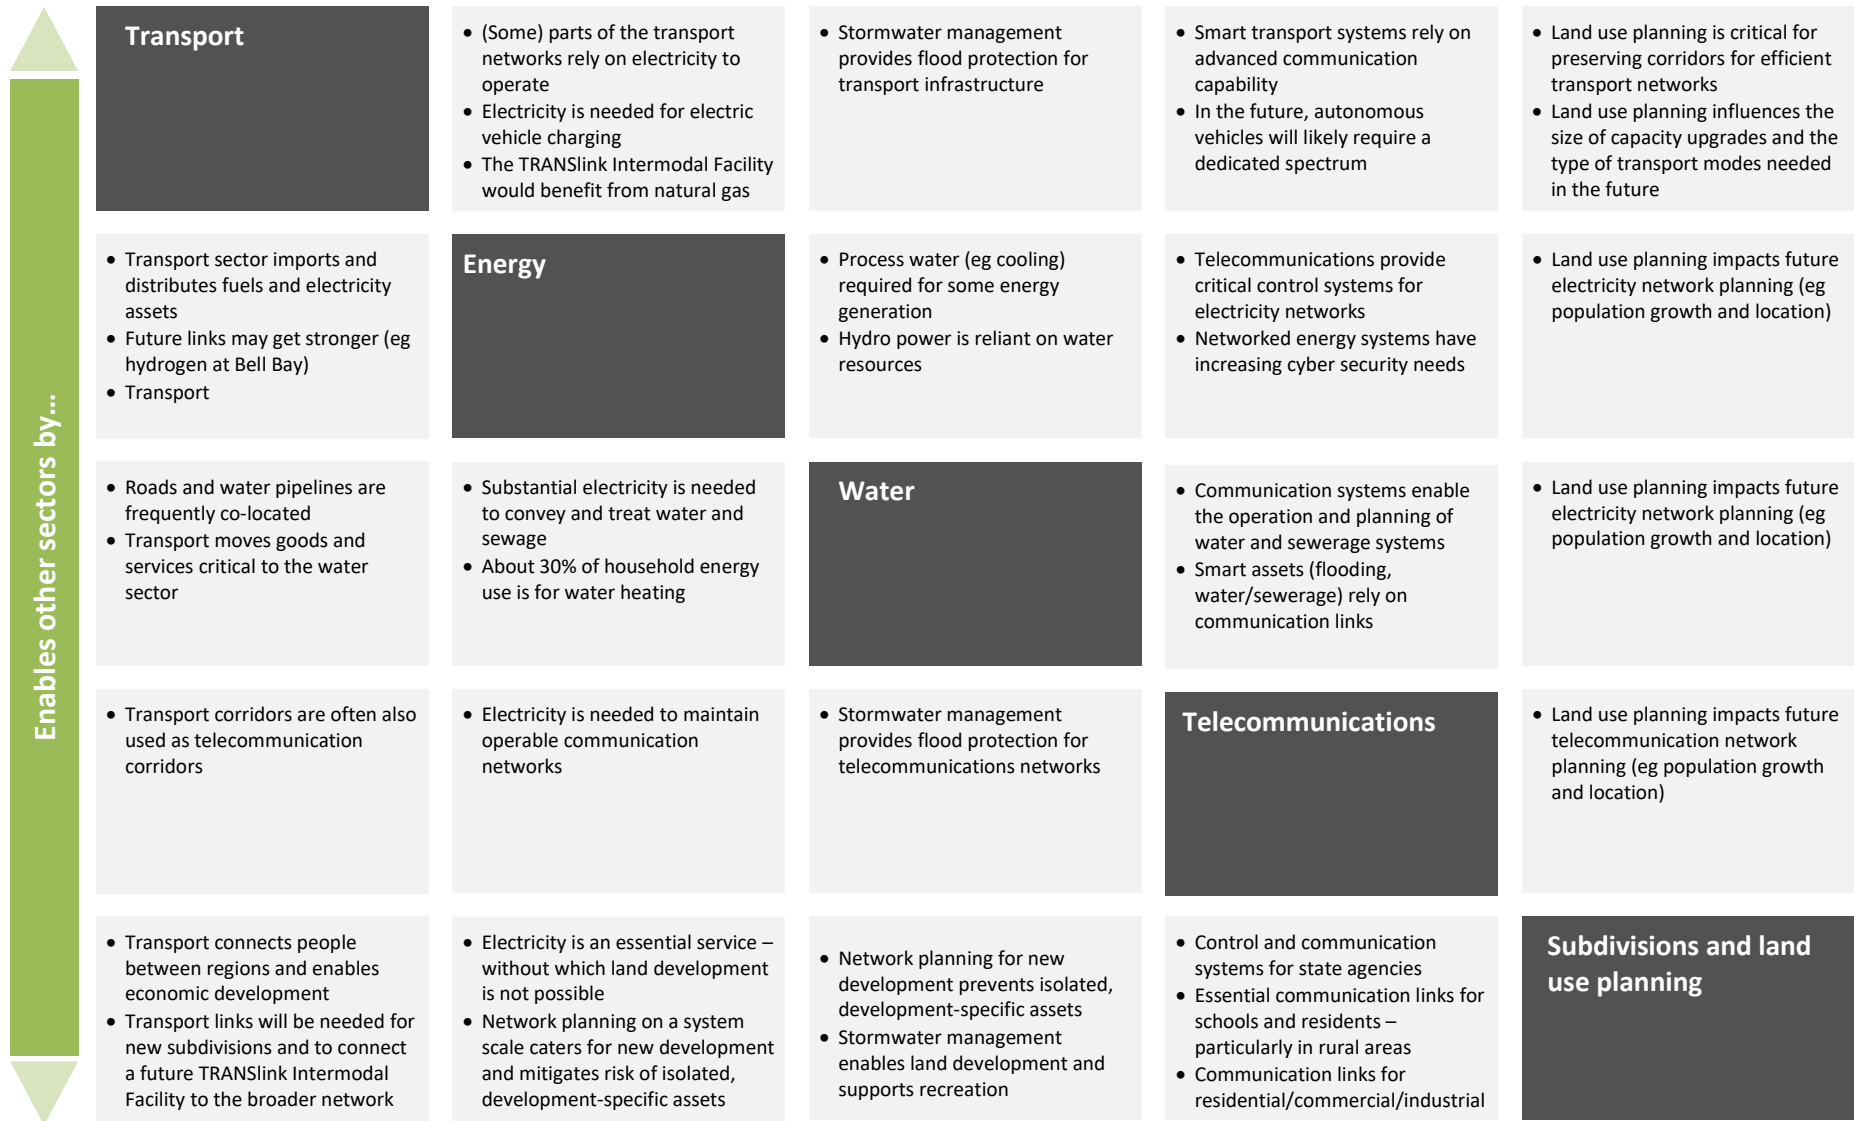 Enables other sectors by...
Transport
• (Some) parts of the transport
networks rely on electricity to
operate
• Electricity is needed for electric
vehicle charging
• The TRANSlink Intermodal Facility
would benefit from natural gas
• Stormwater management
provides flood protection for
transport infrastructure
• Smart transport systems rely on
advanced communication
capability
• In the future, autonomous
vehicles will likely require a
dedicated spectrum
• Land use planning is critical for
preserving corridors for efficient
transport networks
• Land use planning influences the
size of capacity upgrades and the
type of transport modes needed
in the future
• Transport sector imports and
distributes fuels and electricity
assets
• Future links may get stronger (eg
hydrogen at Bell Bay)
• Transport
Energy
• Process water (eg cooling)
required for some energy
generation
• Hydro power is reliant on water
resources
• Telecommunications provide
critical control systems for
electricity networks
• Networked energy systems have
increasing cyber security needs
• Land use planning impacts future
electricity network planning (eg
population growth and location)
• Roads and water pipelines are
frequently co-located
• Transport moves goods and
services critical to the water
sector
• Substantial electricity is needed
to convey and treat water and
sewage
• About 30% of household energy
use is for water heating
Water
• Communication systems enable
the operation and planning of
water and sewerage systems
• Smart assets (flooding,
water/sewerage) rely on
communication links
• Land use planning impacts future
electricity network planning (eg
population growth and location)
• Transport corridors are often also
used as telecommunication
corridors
• Electricity is needed to maintain
operable communication
networks
• Stormwater management
provides flood protection for
telecommunications networks
Telecommunications
• Land use planning impacts future
telecommunication network
planning (eg population growth
and location)
• Transport connects people
between regions and enables
economic development
• Transport links will be needed for
new subdivisions and to connect
a future TRANSlink Intermodal
Facility to the broader network
• Electricity is an essential service –
without which land development
is not possible
• Network planning on a system
scale caters for new development
and mitigates risk of isolated,
development-specific assets
• Network planning for new
development prevents isolated,
development-specific assets
• Stormwater management
enables land development and
supports recreation
• Control and communication
systems for state agencies
• Essential communication links for
schools and residents –
particularly in rural areas
• Communication links for
residential/commercial/industrial
Subdivisions and land
use planning